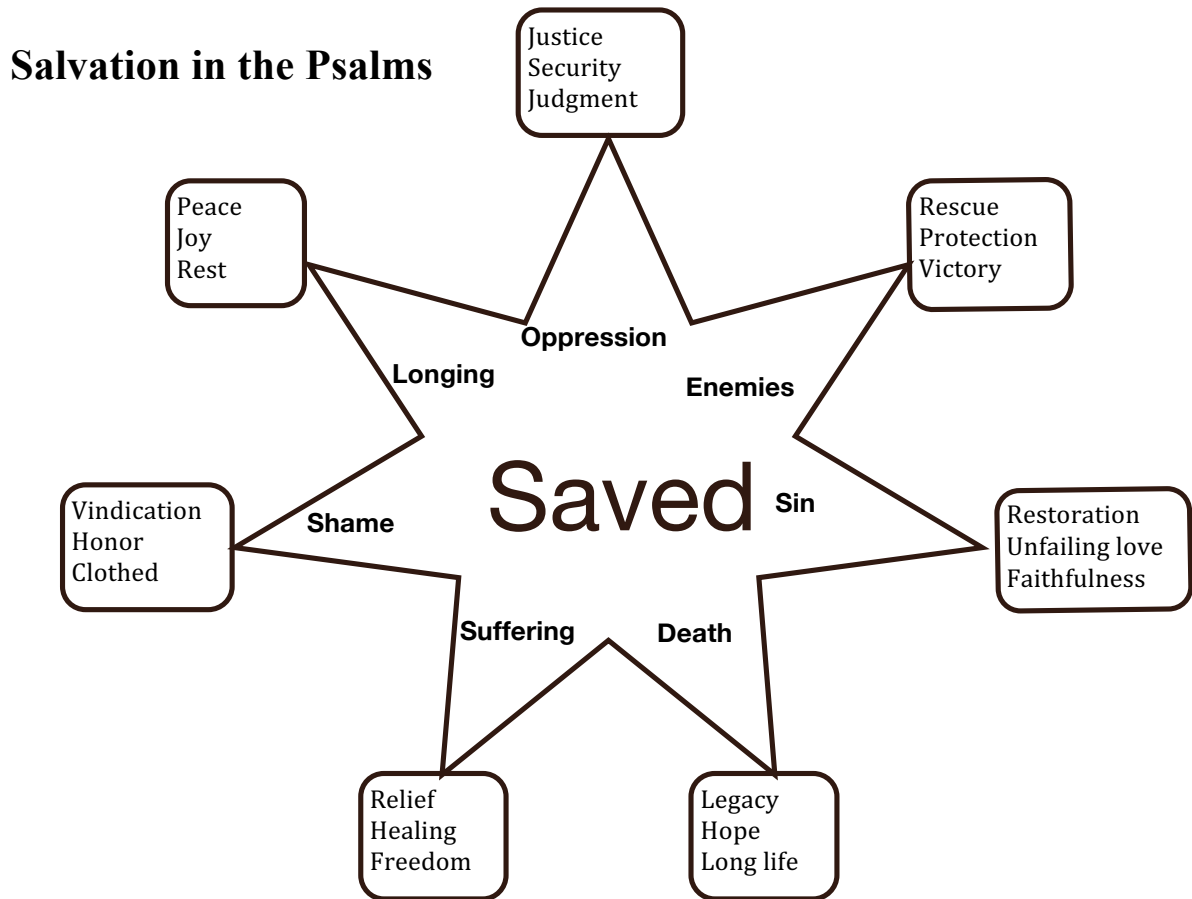 Salvation in the Psalms
Justice
Security
Judgment
Peace
Joy
Rest
Rescue
Protection
Victory
Oppression
Longing
Enemies
Saved
Sin
Shame
Vindication
Honor
Clothed
Restoration
Unfailing love
Faithfulness
Suffering
Death
Relief
Healing
Freedom
Legacy
Hope
Long life